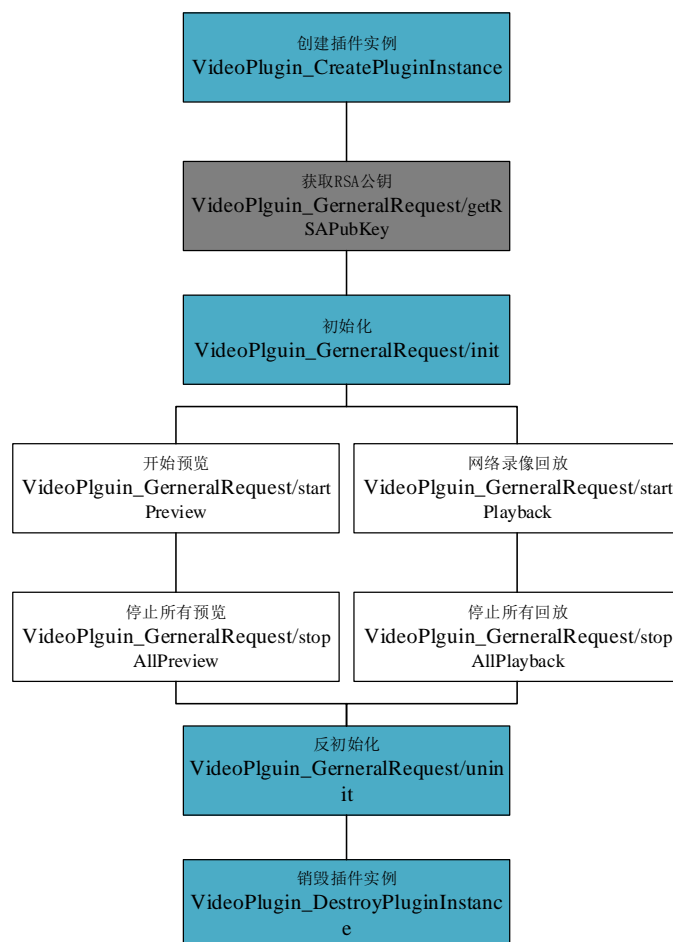 创建插件实例
VideoPlugin_CreatePluginInstance
获取RSA公钥
VideoPlguin_GerneralRequest/getR
SAPubKey
初始化
VideoPlguin_GerneralRequest/init
开始预览
VideoPlguin_GerneralRequest/start
Preview
网络录像回放
VideoPlguin_GerneralRequest/start
Playback
停止所有预览
VideoPlguin_GerneralRequest/stop
AllPreview
停止所有回放
VideoPlguin_GerneralRequest/stop
AllPlayback
反初始化
VideoPlguin_GerneralRequest/unin
it
销毁插件实例
VideoPlugin_DestroyPluginInstanc
e